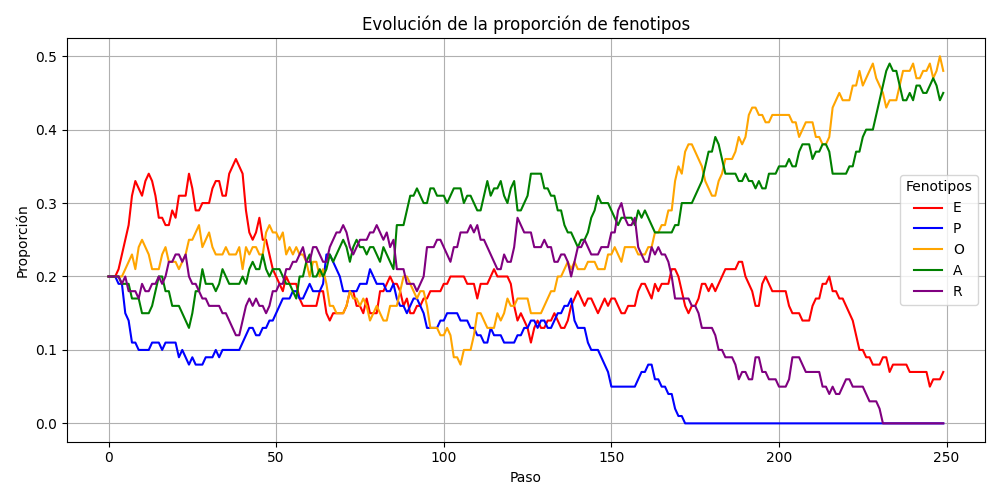 Evolución de la proporción de fenotipos
Proporción
0.5
0.4
0.3
0.2
0.1
0.0
0 50 100 150 200 250
Paso
Fenotipos
E
P
O
A
R